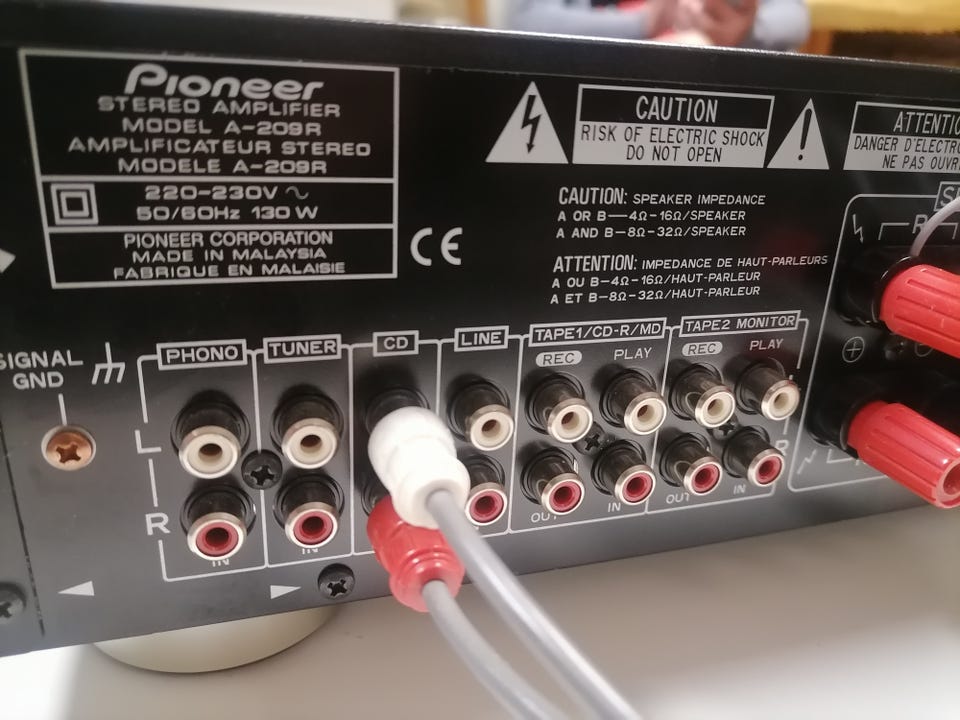 Pioneer
STEREO AMPLIFIER
MODEL A-209R
AMPLIFICATEUR STEREO
MODELE A-209R
220-230V ~
50/60Hz 130 W
PIONEER CORPORATION
MADE IN MALAYSIA
FABRIQUE EN MALAISIE
CE
CAUTION
RISK OF ELECTRIC SHOCK
DO NOT OPEN
DANGER
NE PAS
CAUTION: SPEAKER IMPEDANCE
A OR B—4Ω-16Ω/SPEAKER
A AND B—8Ω-32Ω/SPEAKER
ATTENTION: IMPEDANCE DE HAUT-PARLEURS
A OU B—4Ω-16Ω/HAUT-PARLEUR
A ET B—8Ω-32Ω/HAUT-PARLEUR
SIGNAL
GND
PHONO
TUNER
CD
LINE
TAPE1/CD-R/MD
TAPE2 MONITOR
REC
PLAY
REC
PLAY
L
R
R
IN
IN
OUT
IN
OUT
IN